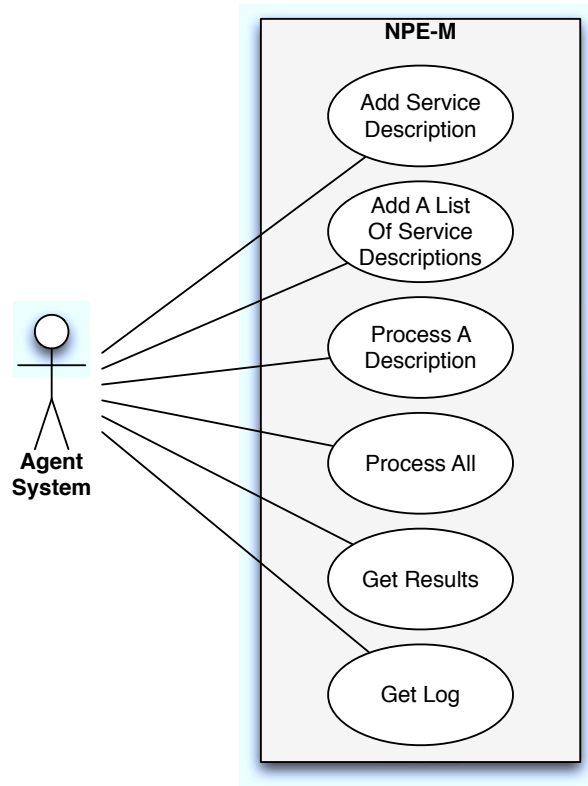 NPE-M
Add Service
Description
Add A List
Of Service
Descriptions
Process A
Description
Process All
Get Results
Get Log
Agent
System